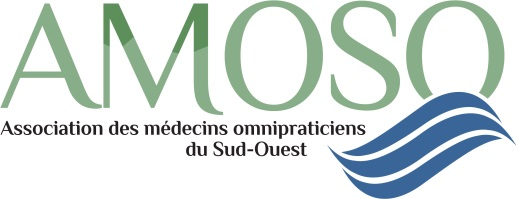 AMOSO
Association des médecins omnipraticiens
du Sud-Ouest